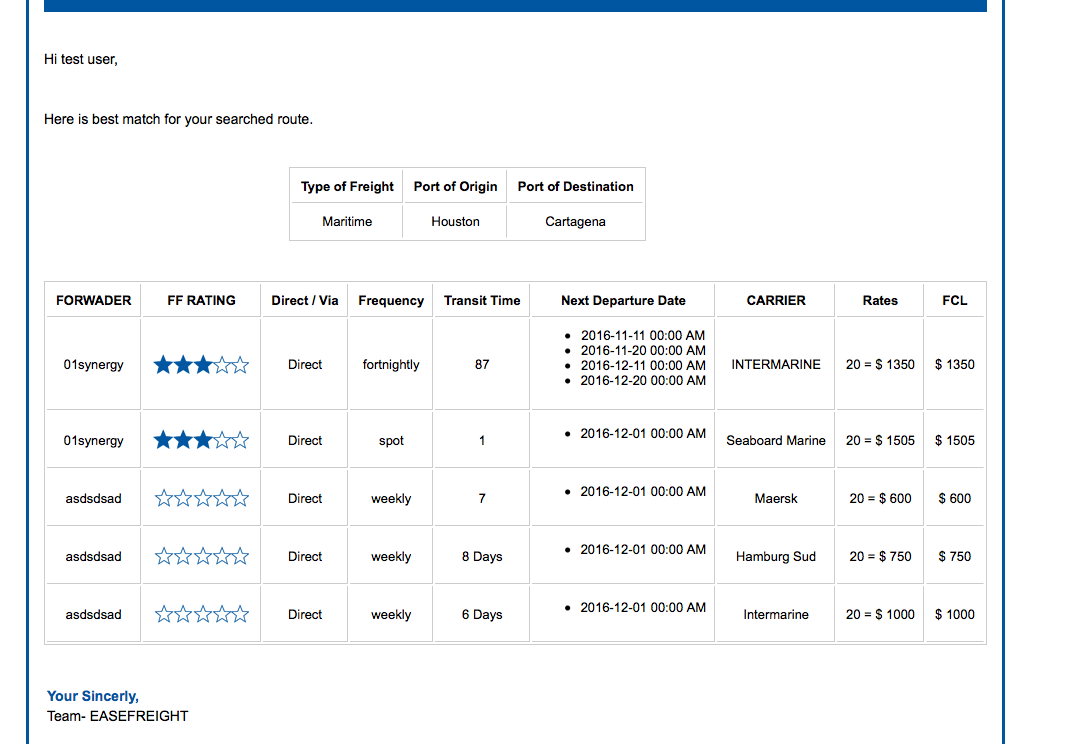 Hi test user,
Here is best match for your searched route.
Type of Freight Port of Origin Port of Destination
Maritime Houston Cartagena
FORWADER FF RATING Direct / Via Frequency Transit Time Next Departure Date CARRIER Rates FCL
2016-11-11 00:00 AM
2016-11-20 00:00 AM
01synergy Direct fortnightly 87 2016-12-11 00:00 AM INTERMARINE 20 = $ 1350 $ 1350
2016-12-20 00:00 AM
01synergy Direct spot 1 2016-12-01 00:00 AM Seaboard Marine 20 = $ 1505 $ 1505
asdsdsad Direct weekly 7 2016-12-01 00:00 AM Maersk 20 = $ 600 $ 600
asdsdsad Direct weekly 8 Days 2016-12-01 00:00 AM Hamburg Sud 20 = $ 750 $ 750
asdsdsad Direct weekly 6 Days 2016-12-01 00:00 AM Intermarine 20 = $ 1000 $ 1000
Your Sincerly,
Team- EASEFREIGHT